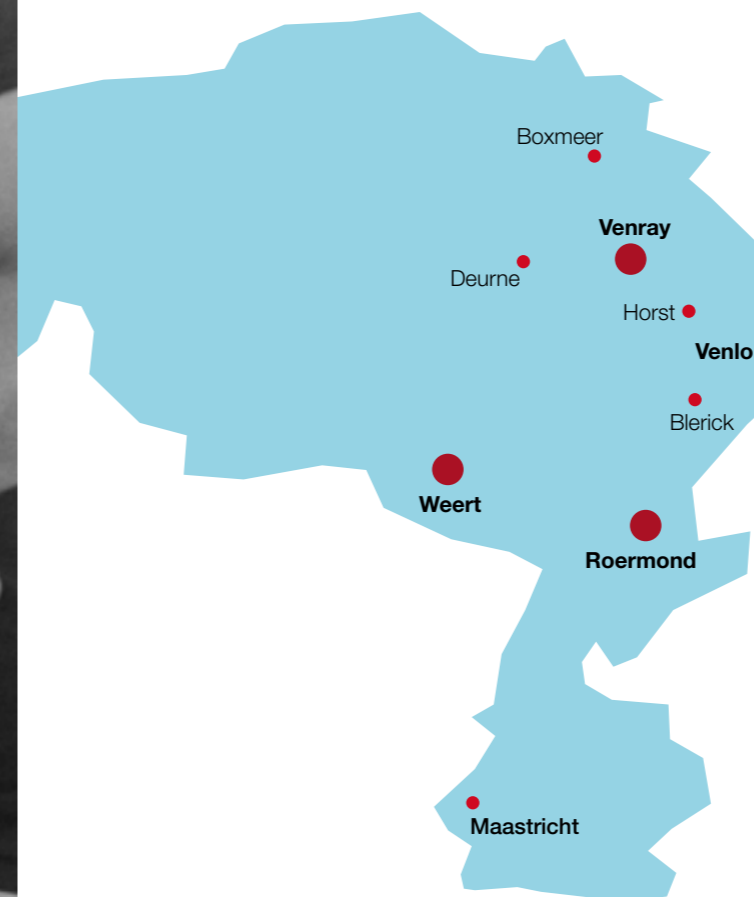 Boxmeer
Venray
Deurne
Horst
Venlo
Blerick
Weert
Roermond
Maastricht